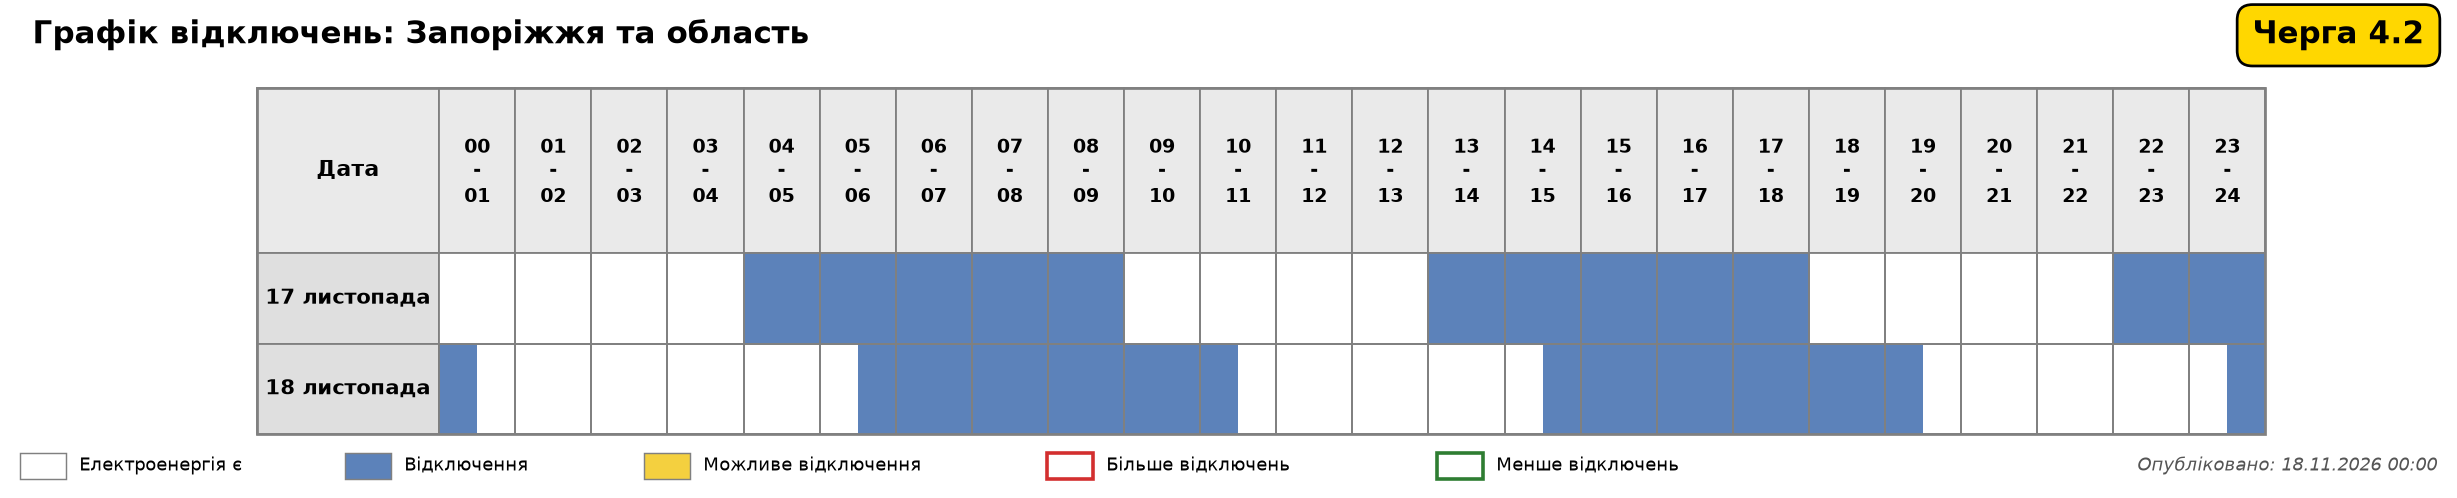 Графік відключень: Запоріжжя та область
Черга 4.2
Дата
00 - 01
01 - 02
02 - 03
03 - 04
04 - 05
05 - 06
06 - 07
07 - 08
08 - 09
09 - 10
10 - 11
11 - 12
12 - 13
13 - 14
14 - 15
15 - 16
16 - 17
17 - 18
18 - 19
19 - 20
20 - 21
21 - 22
22 - 23
23 - 24
17 листопада
18 листопада
Електроенергія є
Відключення
Можливе відключення
Більше відключень
Менше відключень
Опубліковано: 18.11.2026 00:00